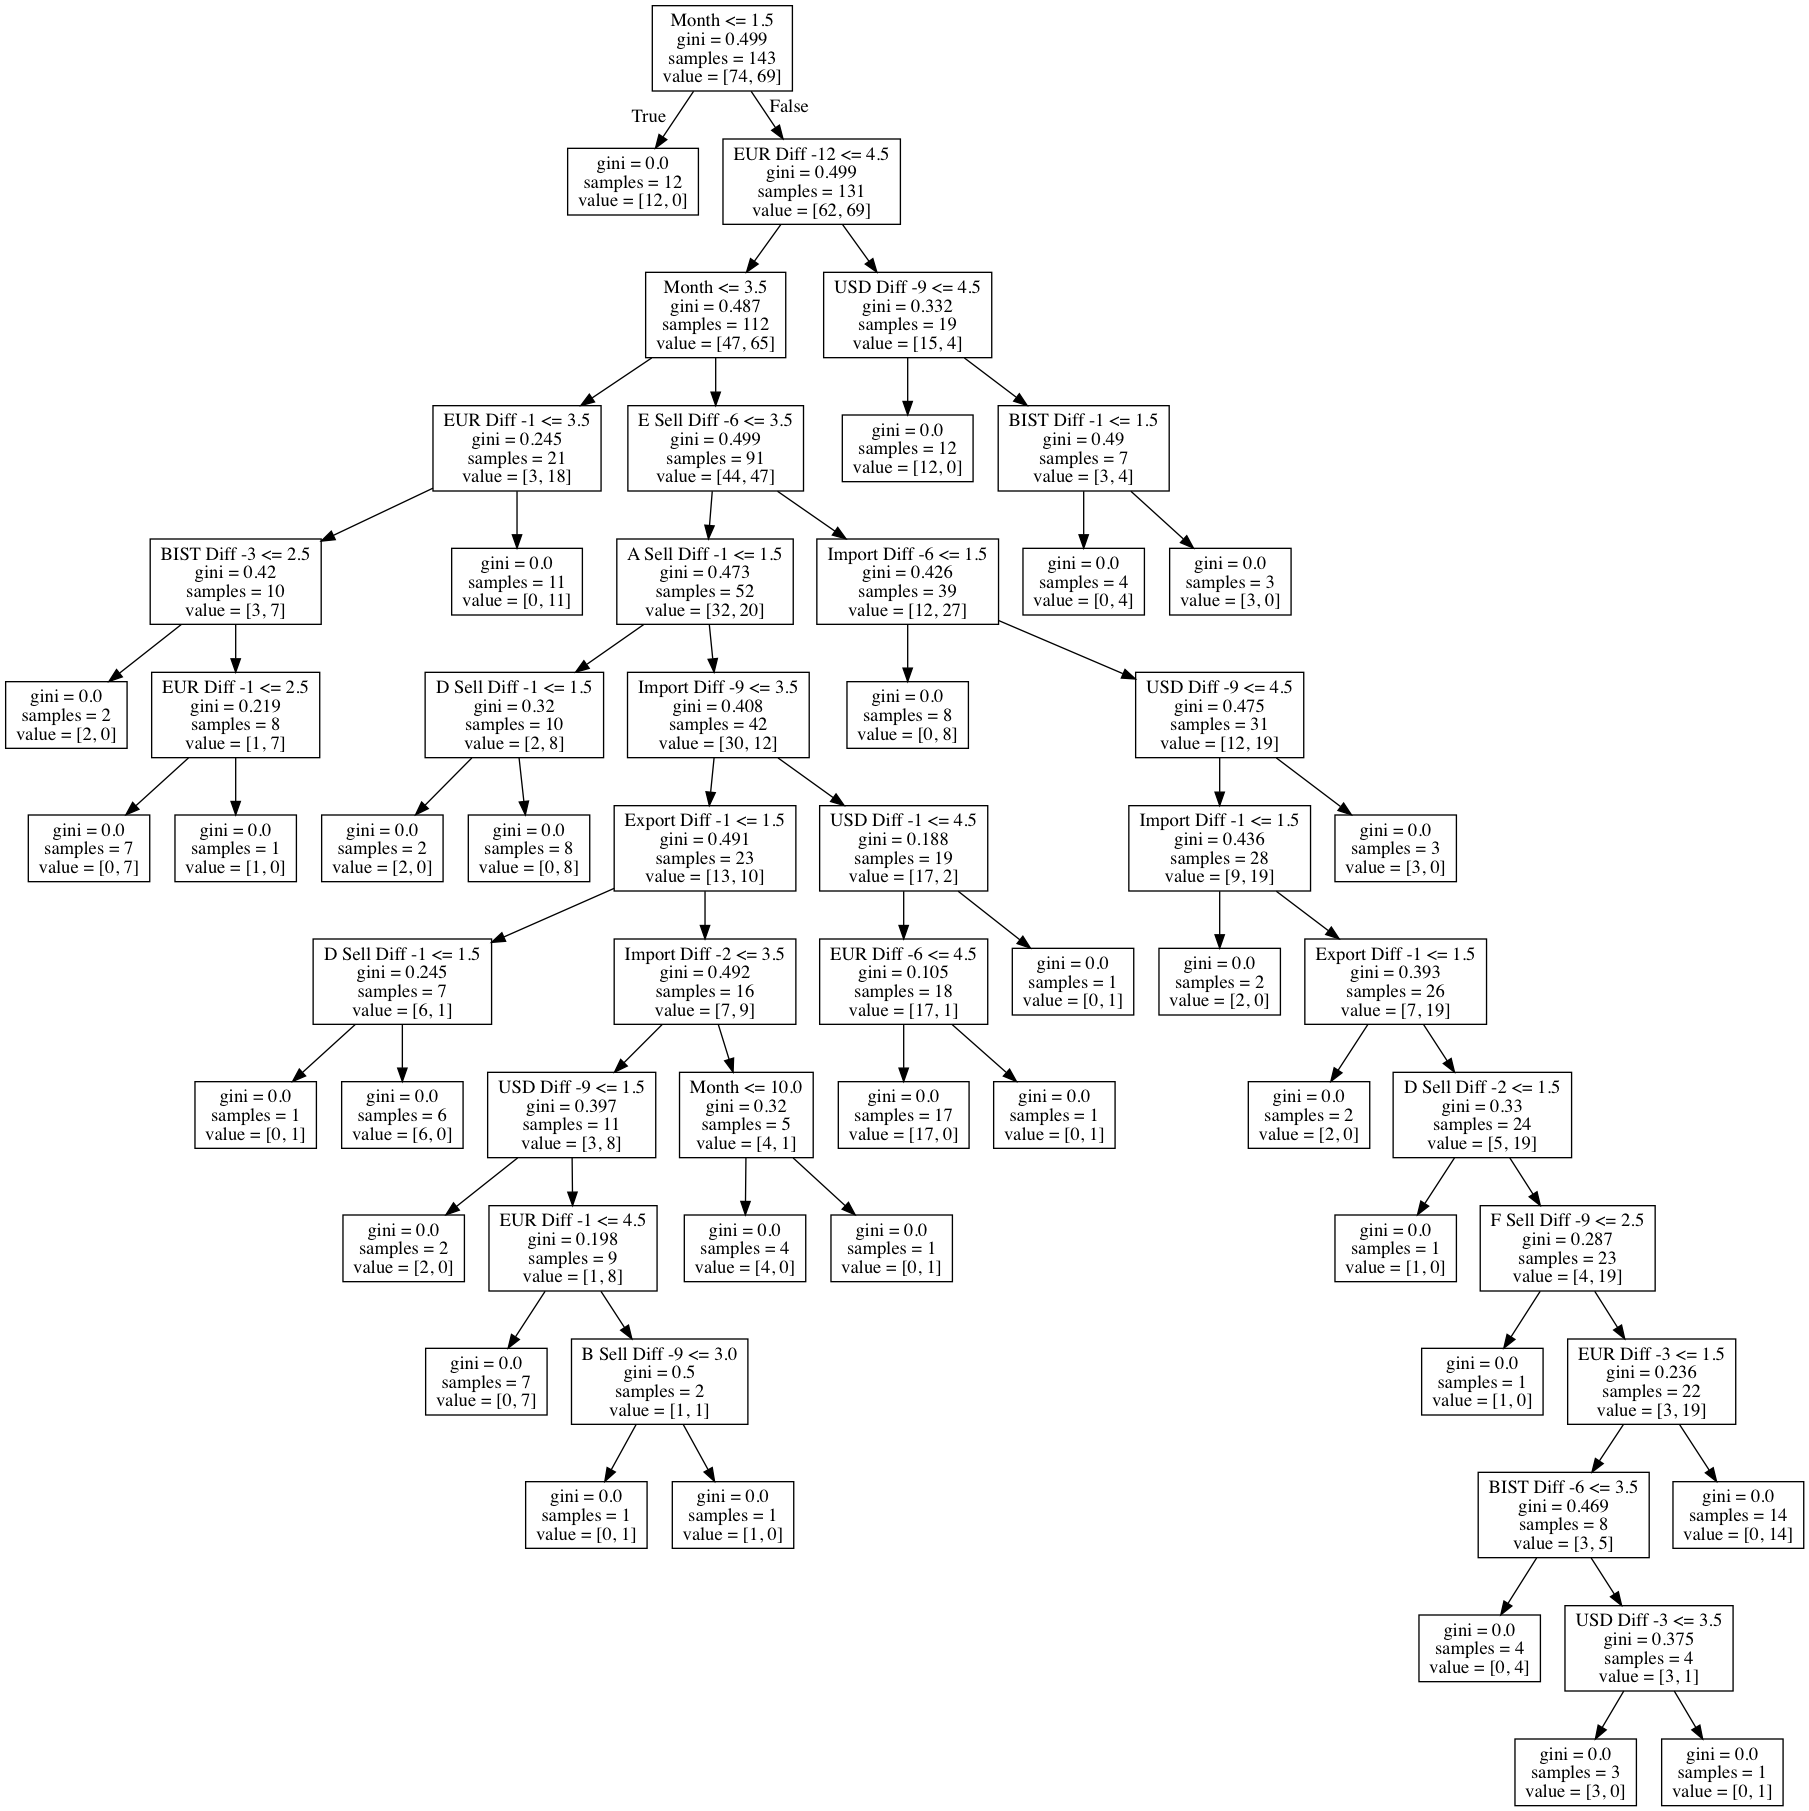 Month <= 1.5
gini = 0.499
samples = 143
value = [74, 69]
True
False
gini = 0.0
samples = 12
value = [12, 0]
EUR Diff -12 <= 4.5
gini = 0.499
samples = 131
value = [62, 69]
Month <= 3.5
gini = 0.487
samples = 112
value = [47, 65]
USD Diff -9 <= 4.5
gini = 0.332
samples = 19
value = [15, 4]
EUR Diff -1 <= 3.5
gini = 0.245
samples = 21
value = [3, 18]
E Sell Diff -6 <= 3.5
gini = 0.499
samples = 91
value = [44, 47]
gini = 0.0
samples = 12
value = [12, 0]
BIST Diff -1 <= 1.5
gini = 0.49
samples = 7
value = [3, 4]
BIST Diff -3 <= 2.5
gini = 0.42
samples = 10
value = [3, 7]
gini = 0.0
samples = 11
value = [0, 11]
A Sell Diff -1 <= 1.5
gini = 0.473
samples = 52
value = [32, 20]
Import Diff -6 <= 1.5
gini = 0.426
samples = 39
value = [12, 27]
gini = 0.0
samples = 4
value = [0, 4]
gini = 0.0
samples = 3
value = [3, 0]
gini = 0.0
samples = 2
value = [2, 0]
EUR Diff -1 <= 2.5
gini = 0.219
samples = 8
value = [1, 7]
D Sell Diff -1 <= 1.5
gini = 0.32
samples = 10
value = [2, 8]
Import Diff -9 <= 3.5
gini = 0.408
samples = 42
value = [30, 12]
gini = 0.0
samples = 8
value = [0, 8]
USD Diff -9 <= 4.5
gini = 0.475
samples = 31
value = [12, 19]
gini = 0.0
samples = 7
value = [0, 7]
gini = 0.0
samples = 1
value = [1, 0]
gini = 0.0
samples = 2
value = [2, 0]
gini = 0.0
samples = 8
value = [0, 8]
Export Diff -1 <= 1.5
gini = 0.491
samples = 23
value = [13, 10]
USD Diff -1 <= 4.5
gini = 0.188
samples = 19
value = [17, 2]
Import Diff -1 <= 1.5
gini = 0.436
samples = 28
value = [9, 19]
gini = 0.0
samples = 3
value = [3, 0]
D Sell Diff -1 <= 1.5
gini = 0.245
samples = 7
value = [6, 1]
Import Diff -2 <= 3.5
gini = 0.492
samples = 16
value = [7, 9]
EUR Diff -6 <= 4.5
gini = 0.105
samples = 18
value = [17, 1]
gini = 0.0
samples = 1
value = [0, 1]
gini = 0.0
samples = 2
value = [2, 0]
Export Diff -1 <= 1.5
gini = 0.393
samples = 26
value = [7, 19]
gini = 0.0
samples = 1
value = [0, 1]
gini = 0.0
samples = 6
value = [6, 0]
USD Diff -9 <= 1.5
gini = 0.397
samples = 11
value = [3, 8]
Month <= 10.0
gini = 0.32
samples = 5
value = [4, 1]
gini = 0.0
samples = 17
value = [17, 0]
gini = 0.0
samples = 1
value = [0, 1]
gini = 0.0
samples = 2
value = [2, 0]
D Sell Diff -2 <= 1.5
gini = 0.33
samples = 24
value = [5, 19]
gini = 0.0
samples = 2
value = [2, 0]
EUR Diff -1 <= 4.5
gini = 0.198
samples = 9
value = [1, 8]
gini = 0.0
samples = 4
value = [4, 0]
gini = 0.0
samples = 1
value = [0, 1]
gini = 0.0
samples = 1
value = [1, 0]
F Sell Diff -9 <= 2.5
gini = 0.287
samples = 23
value = [4, 19]
gini = 0.0
samples = 7
value = [0, 7]
B Sell Diff -9 <= 3.0
gini = 0.5
samples = 2
value = [1, 1]
gini = 0.0
samples = 1
value = [1, 0]
EUR Diff -3 <= 1.5
gini = 0.236
samples = 22
value = [3, 19]
gini = 0.0
samples = 1
value = [0, 1]
gini = 0.0
samples = 1
value = [1, 0]
BIST Diff -6 <= 3.5
gini = 0.469
samples = 8
value = [3, 5]
gini = 0.0
samples = 14
value = [0, 14]
gini = 0.0
samples = 4
value = [0, 4]
USD Diff -3 <= 3.5
gini = 0.375
samples = 4
value = [3, 1]
gini = 0.0
samples = 3
value = [3, 0]
gini = 0.0
samples = 1
value = [0, 1]